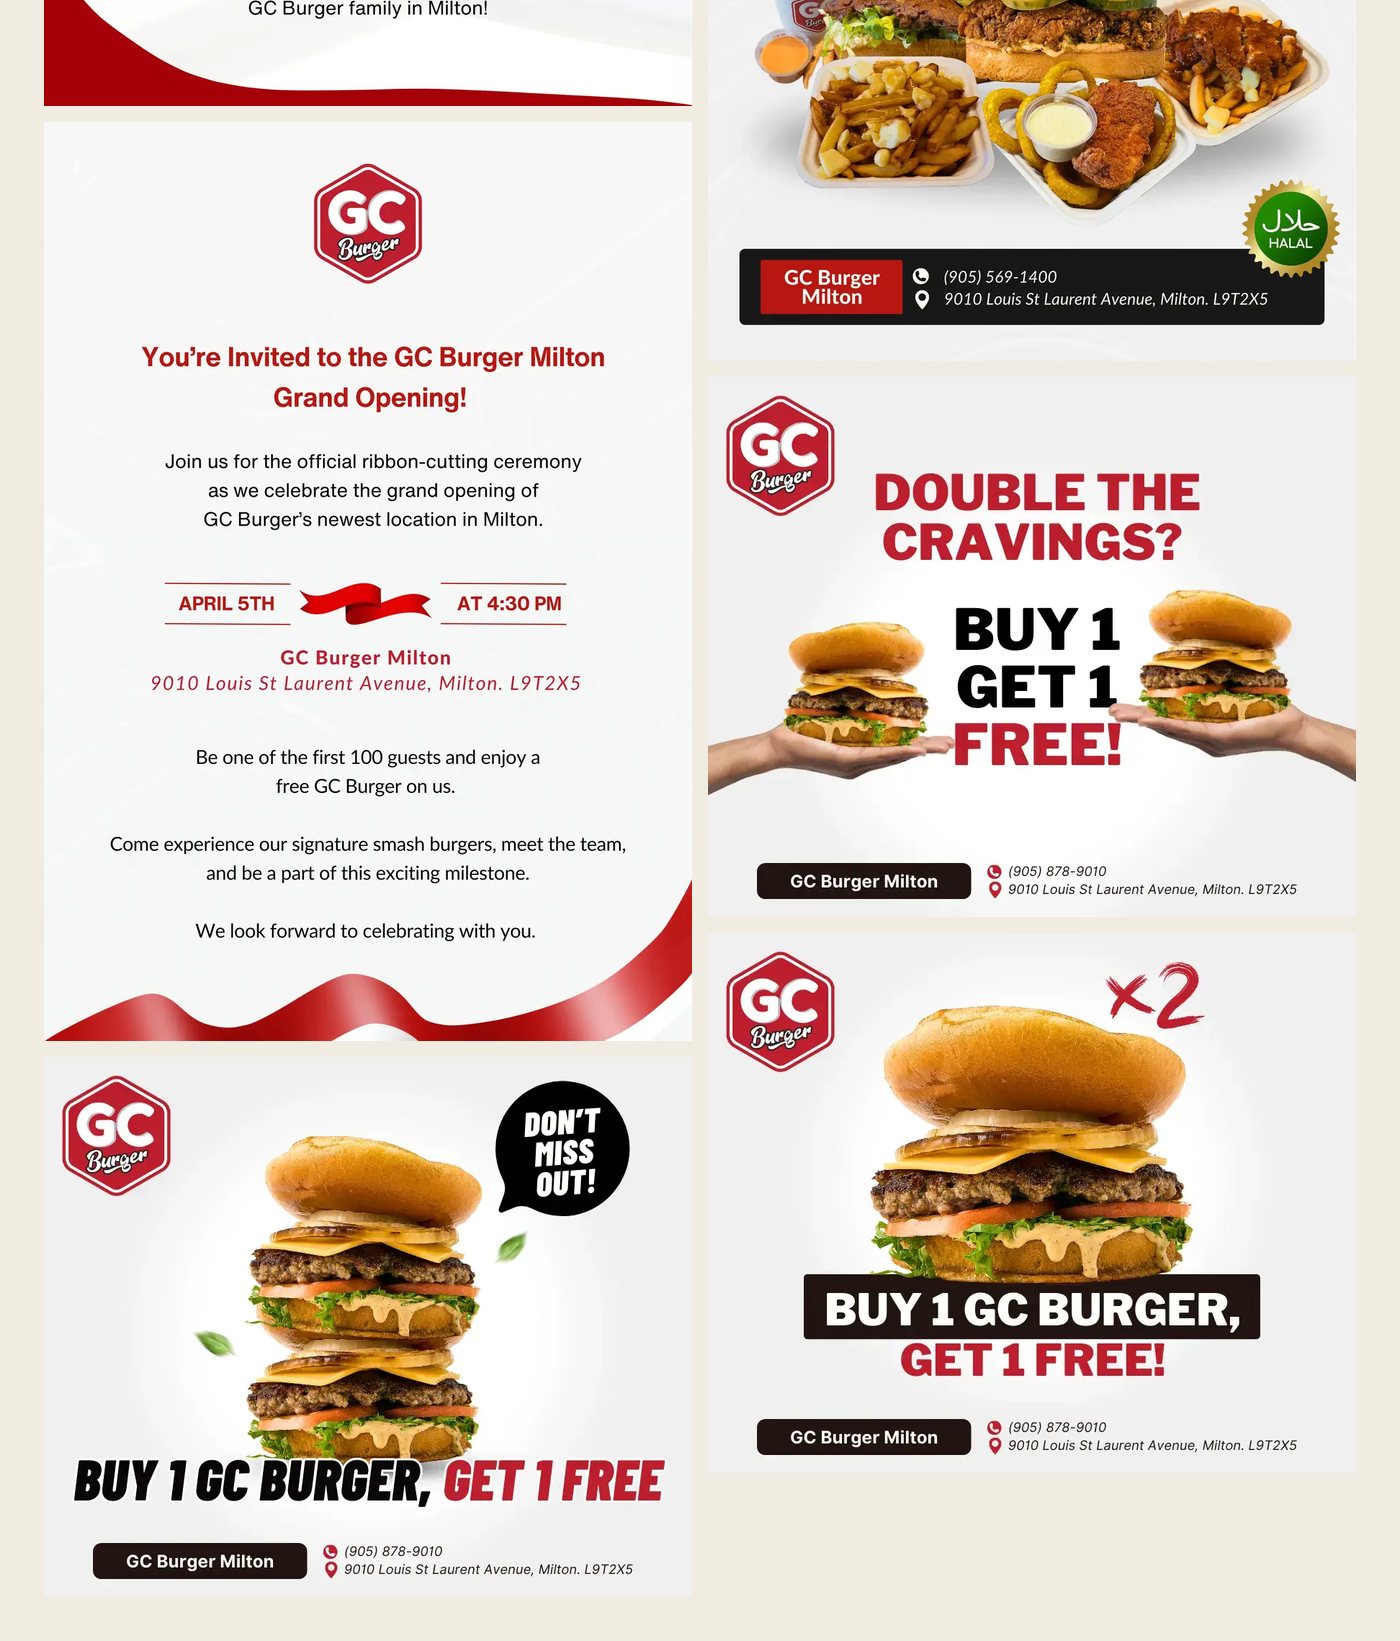 GC Burger family in Milton!
GC
Burger
You're Invited to the GC Burger Milton
Grand Opening!
Join us for the official ribbon-cutting ceremony
as we celebrate the grand opening of
GC Burger's newest location in Milton.
APRIL 5TH
AT 4:30 PM
GC Burger Milton
9010 Louis St Laurent Avenue, Milton. L9T2X5
Be one of the first 100 guests and enjoy a
free GC Burger on us.
Come experience our signature smash burgers, meet the team,
and be a part of this exciting milestone.
We look forward to celebrating with you.
GC
Burger
DON'T
MISS
OUT!
BUY 1 GC BURGER, GET 1 FREE
GC Burger Milton
(905) 878-9010
9010 Louis St Laurent Avenue, Milton. L9T2X5
GC
حلال
HALAL
GC Burger
Milton
(905) 569-1400
9010 Louis St Laurent Avenue, Milton. L9T2X5
GC
Burger
DOUBLE THE
CRAVINGS?
BUY 1
GET 1
FREE!
GC Burger Milton
(905) 878-9010
9010 Louis St Laurent Avenue, Milton. L9T2X5
GC
Burger
x2
BUY 1 GC BURGER,
GET 1 FREE!
GC Burger Milton
(905) 878-9010
9010 Louis St Laurent Avenue, Milton. L9T2X5